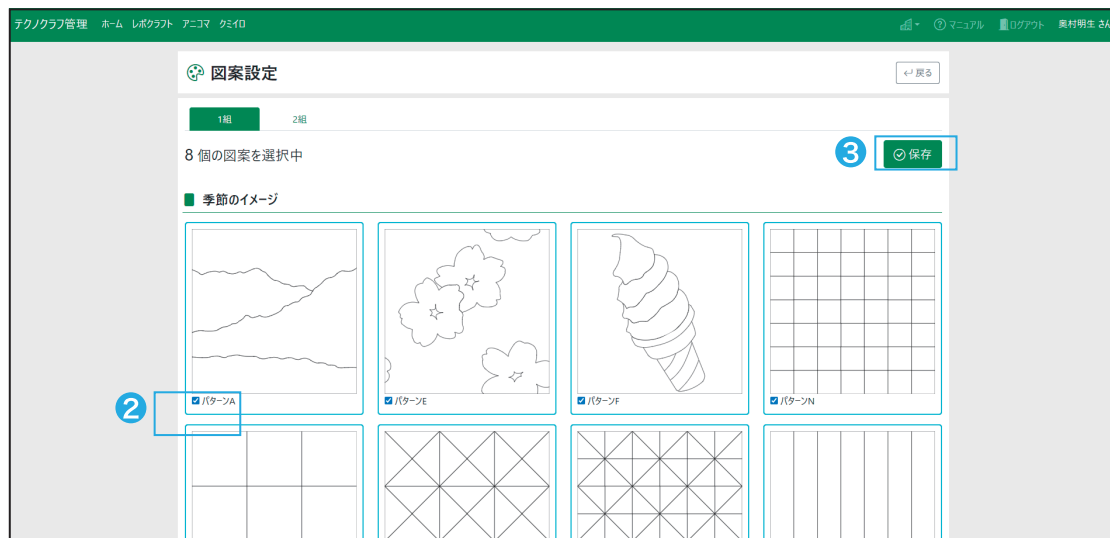 テクノクラフ管理 ホーム レポクラフト アニコマ クミイロ マニュアル ログアウト 奥村明生 さん
図案設定 戻る
1組 2組
8 個の図案を選択中 3 保存
季節のイメージ
2 パターンA パターンE パターンF パターンN